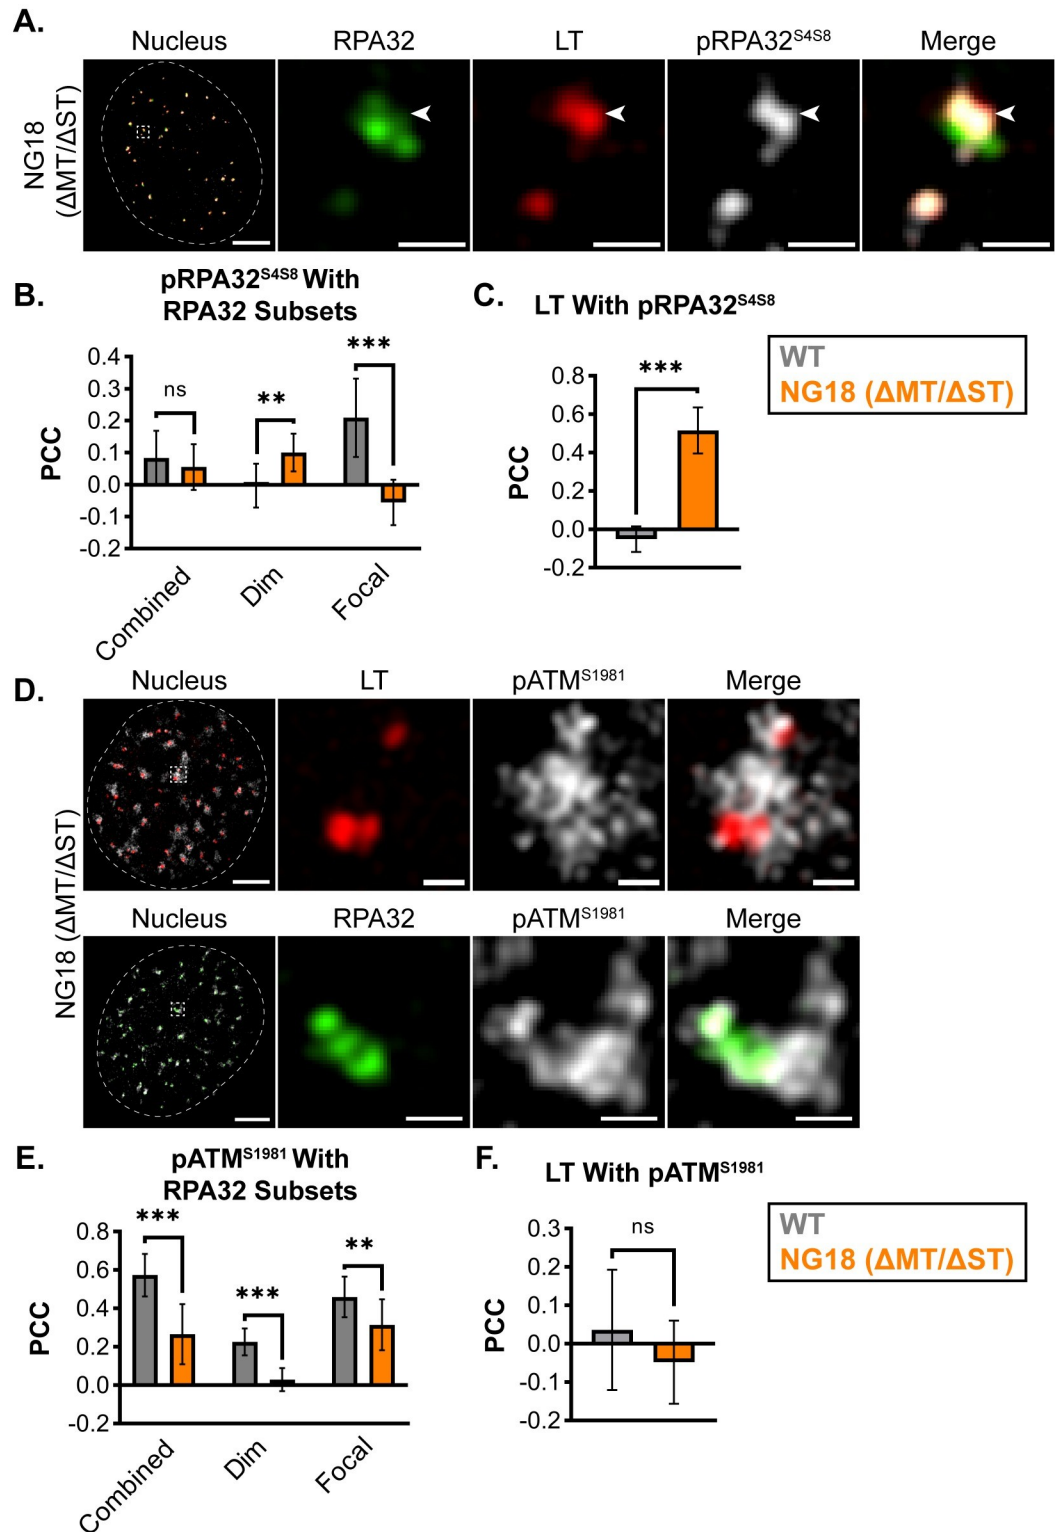 A.
Nucleus RPA32 LT pRPA32S4S8 Merge
NG18
(ΔMT/ΔST)
B.
pRPA32S4S8 With
RPA32 Subsets
PCC
0.4
0.3
0.2
0.1
0.0
-0.1
-0.2
ns
**
***
Combined Dim Focal
C.
LT With pRPA32S4S8
PCC
0.8
0.6
0.4
0.2
0.0
-0.2
***
WT
NG18 (ΔMT/ΔST)
D.
Nucleus LT pATMS1981 Merge
NG18 (ΔMT/ΔST)
Nucleus RPA32 pATMS1981 Merge
E.
pATMS1981 With
RPA32 Subsets
PCC
0.8
0.6
0.4
0.2
0.0
-0.2
***
***
**
Combined Dim Focal
F.
LT With pATMS1981
PCC
0.3
0.2
0.1
0.0
-0.1
-0.2
ns
WT
NG18 (ΔMT/ΔST)